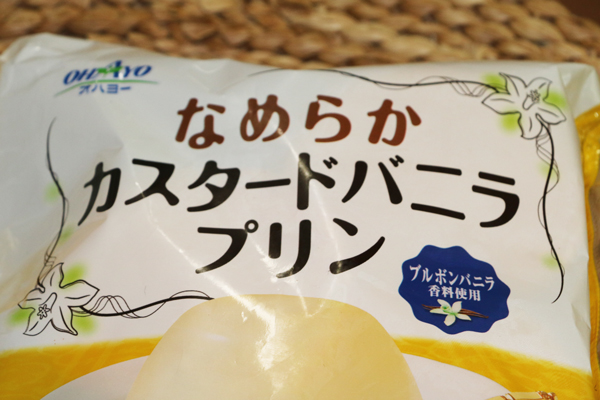 OHAYO
オハヨー
なめらか
カスタードバニラ
プリン
ブルボンバニラ
香料使用